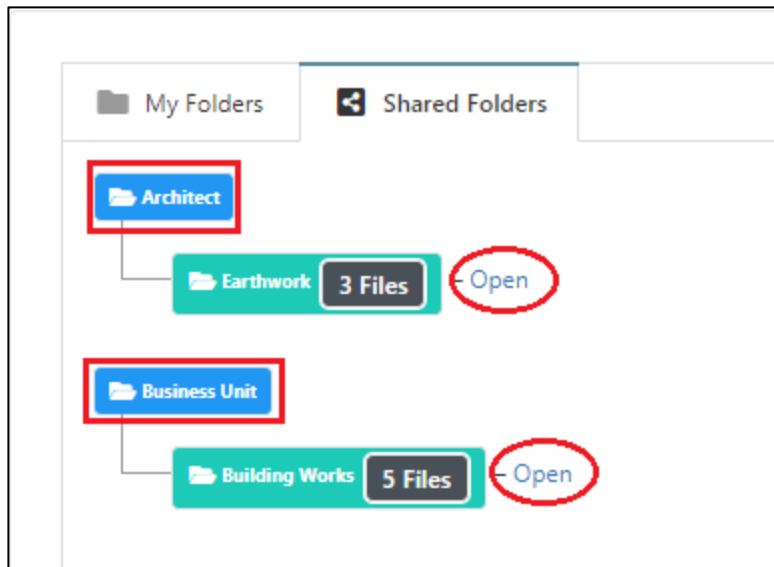 My Folders Shared Folders
Architect
Earthwork 3 Files - Open
Business Unit
Building Works 5 Files - Open